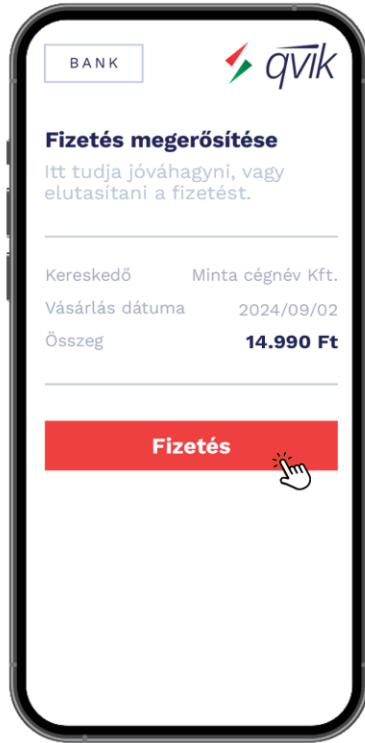 BANK
qvik
Fizetés megerősítése
Itt tudja jóváhagyni, vagy
elutasítani a fizetést.
Kereskedő Minta cégnév Kft.
Vásárlás dátuma 2024/09/02
Összeg 14.990 Ft
Fizetés